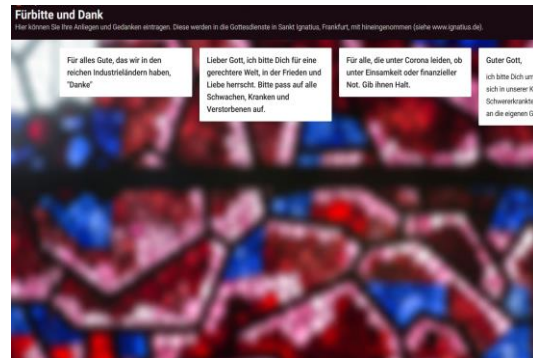 Fürbitte und Dank
Hier können Sie Ihre Anliegen und Gedanken eintragen. Diese werden in die Gottesdienste in Sankt Ignatius, Frankfurt, mit hineingenommen (siehe www.ignatius.de).
Für alles Gute, das wir in den
reichen Industrieländern haben,
"Danke"
Lieber Gott, ich bitte Dich für eine
gerechtere Welt, in der Frieden und
Liebe herrscht. Bitte pass auf alle
Schwachen, Kranken und
Verstorbenen auf.
Für alle, die unter Corona leiden, ob
unter Einsamkeit oder finanzieller
Not. Gib ihnen Halt.
Guter Gott,
ich bitte Dich um
sich in unserer K
Schwererkrankte
an die eigenen G